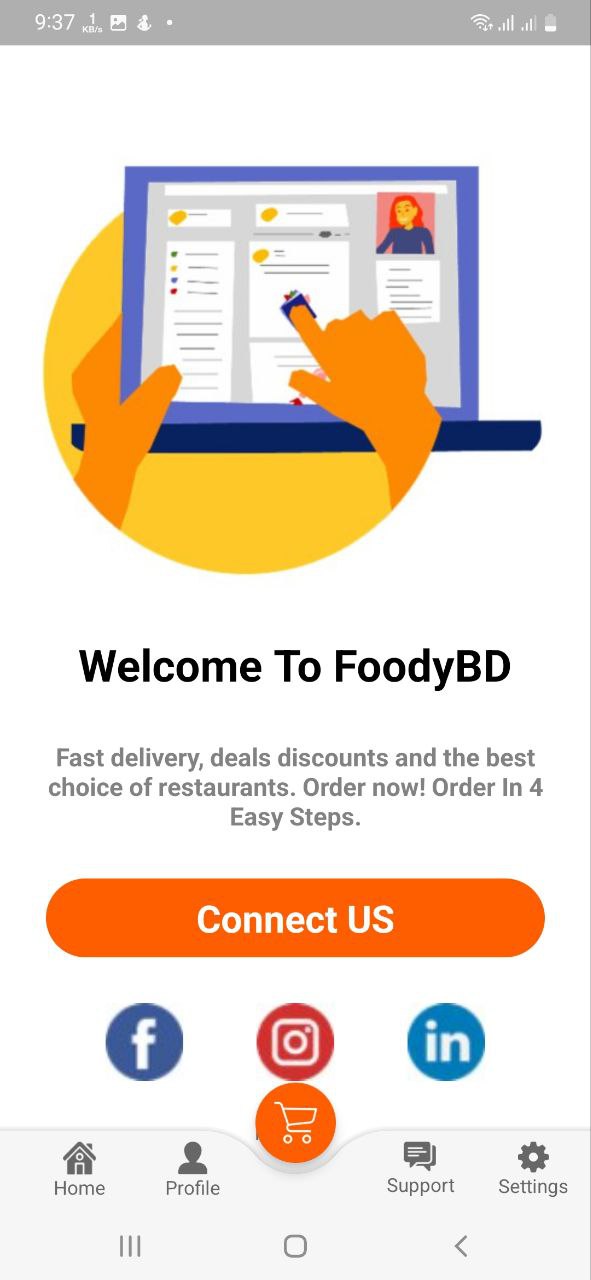 9:37 1 KB/s
Welcome To FoodyBD
Fast delivery, deals discounts and the best
choice of restaurants. Order now! Order In 4
Easy Steps.
Connect US
f
in
Home
Profile
Support
Settings